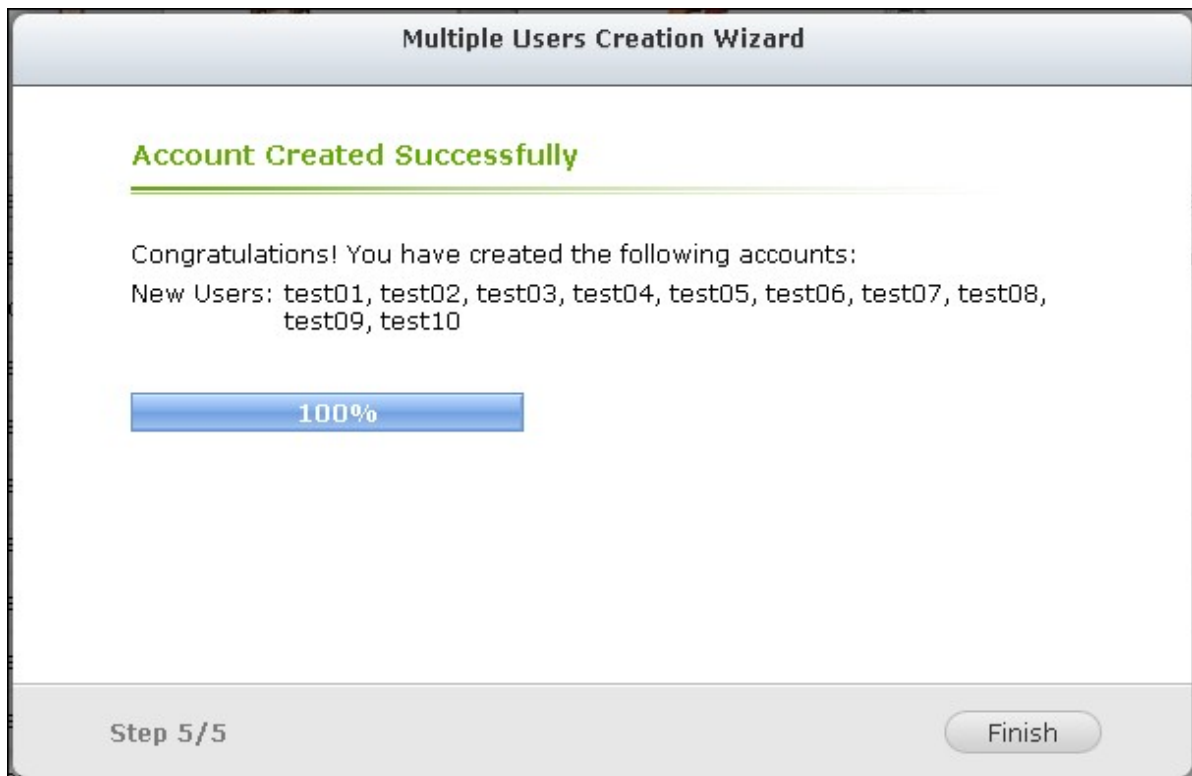 Multiple Users Creation Wizard
Account Created Successfully
Congratulations! You have created the following accounts:
New Users: test01, test02, test03, test04, test05, test06, test07, test08,
test09, test10
100%
Step 5/5
Finish